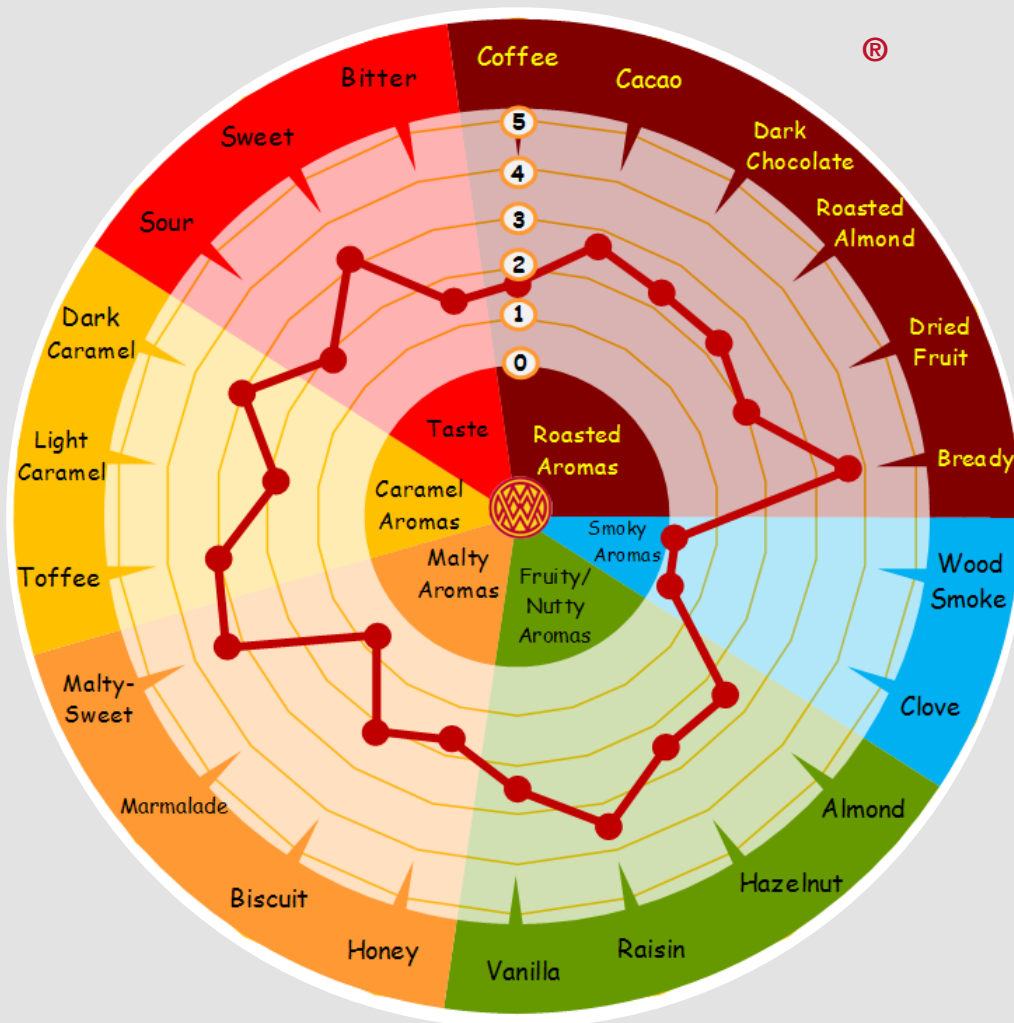 ®
Coffee
Cacao
Dark
Chocolate
Roasted
Almond
Dried
Fruit
Bready
Wood
Smoke
Clove
Almond
Hazelnut
Raisin
Vanilla
Honey
Biscuit
Marmalade
Malty-
Sweet
Toffee
Light
Caramel
Dark
Caramel
Sour
Sweet
Bitter
5
4
3
2
1
0
Taste
Roasted
Aromas
Caramel
Aromas
Smoky
Aromas
Malty
Aromas
Fruity/
Nutty
Aromas